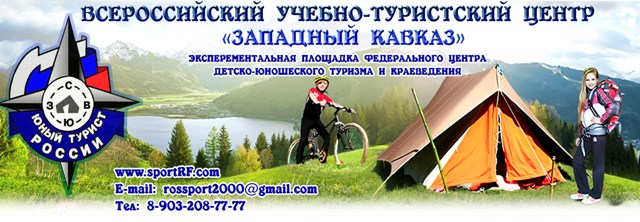 ВСЕРОССИЙСКИЙ УЧЕБНО-ТУРИСТСКИЙ ЦЕНТР
«ЗАПАДНЫЙ КАВКАЗ»
ЭКСПЕРЕМЕНТАЛЬНАЯ ПЛОЩАДКА ФЕДЕРАЛЬНОГО ЦЕНТРА
ДЕТСКО-ЮНОШЕСКОГО ТУРИЗМА И КРАЕВЕДЕНИЯ
С
З В
Ю
ЮНЫЙ ТУРИСТ
РОССИИ
www.sportRF.com
E-mail: rossport2000@gmail.com
Тел: 8-903-208-77-77